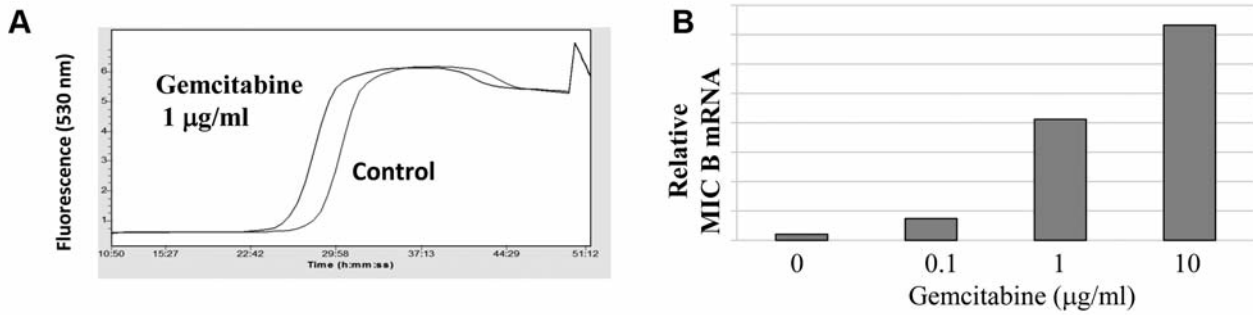 A
Fluorescence (530 nm)
6
5
4
3
2
1
Gemcitabine
1 μg/ml
Control
10:50 15:27 22:42 29:58 37:13 44:29 51:12
Time (h:mm:ss)
B
Relative
MIC B mRNA
0 0.1 1 10
Gemcitabine (μg/ml)